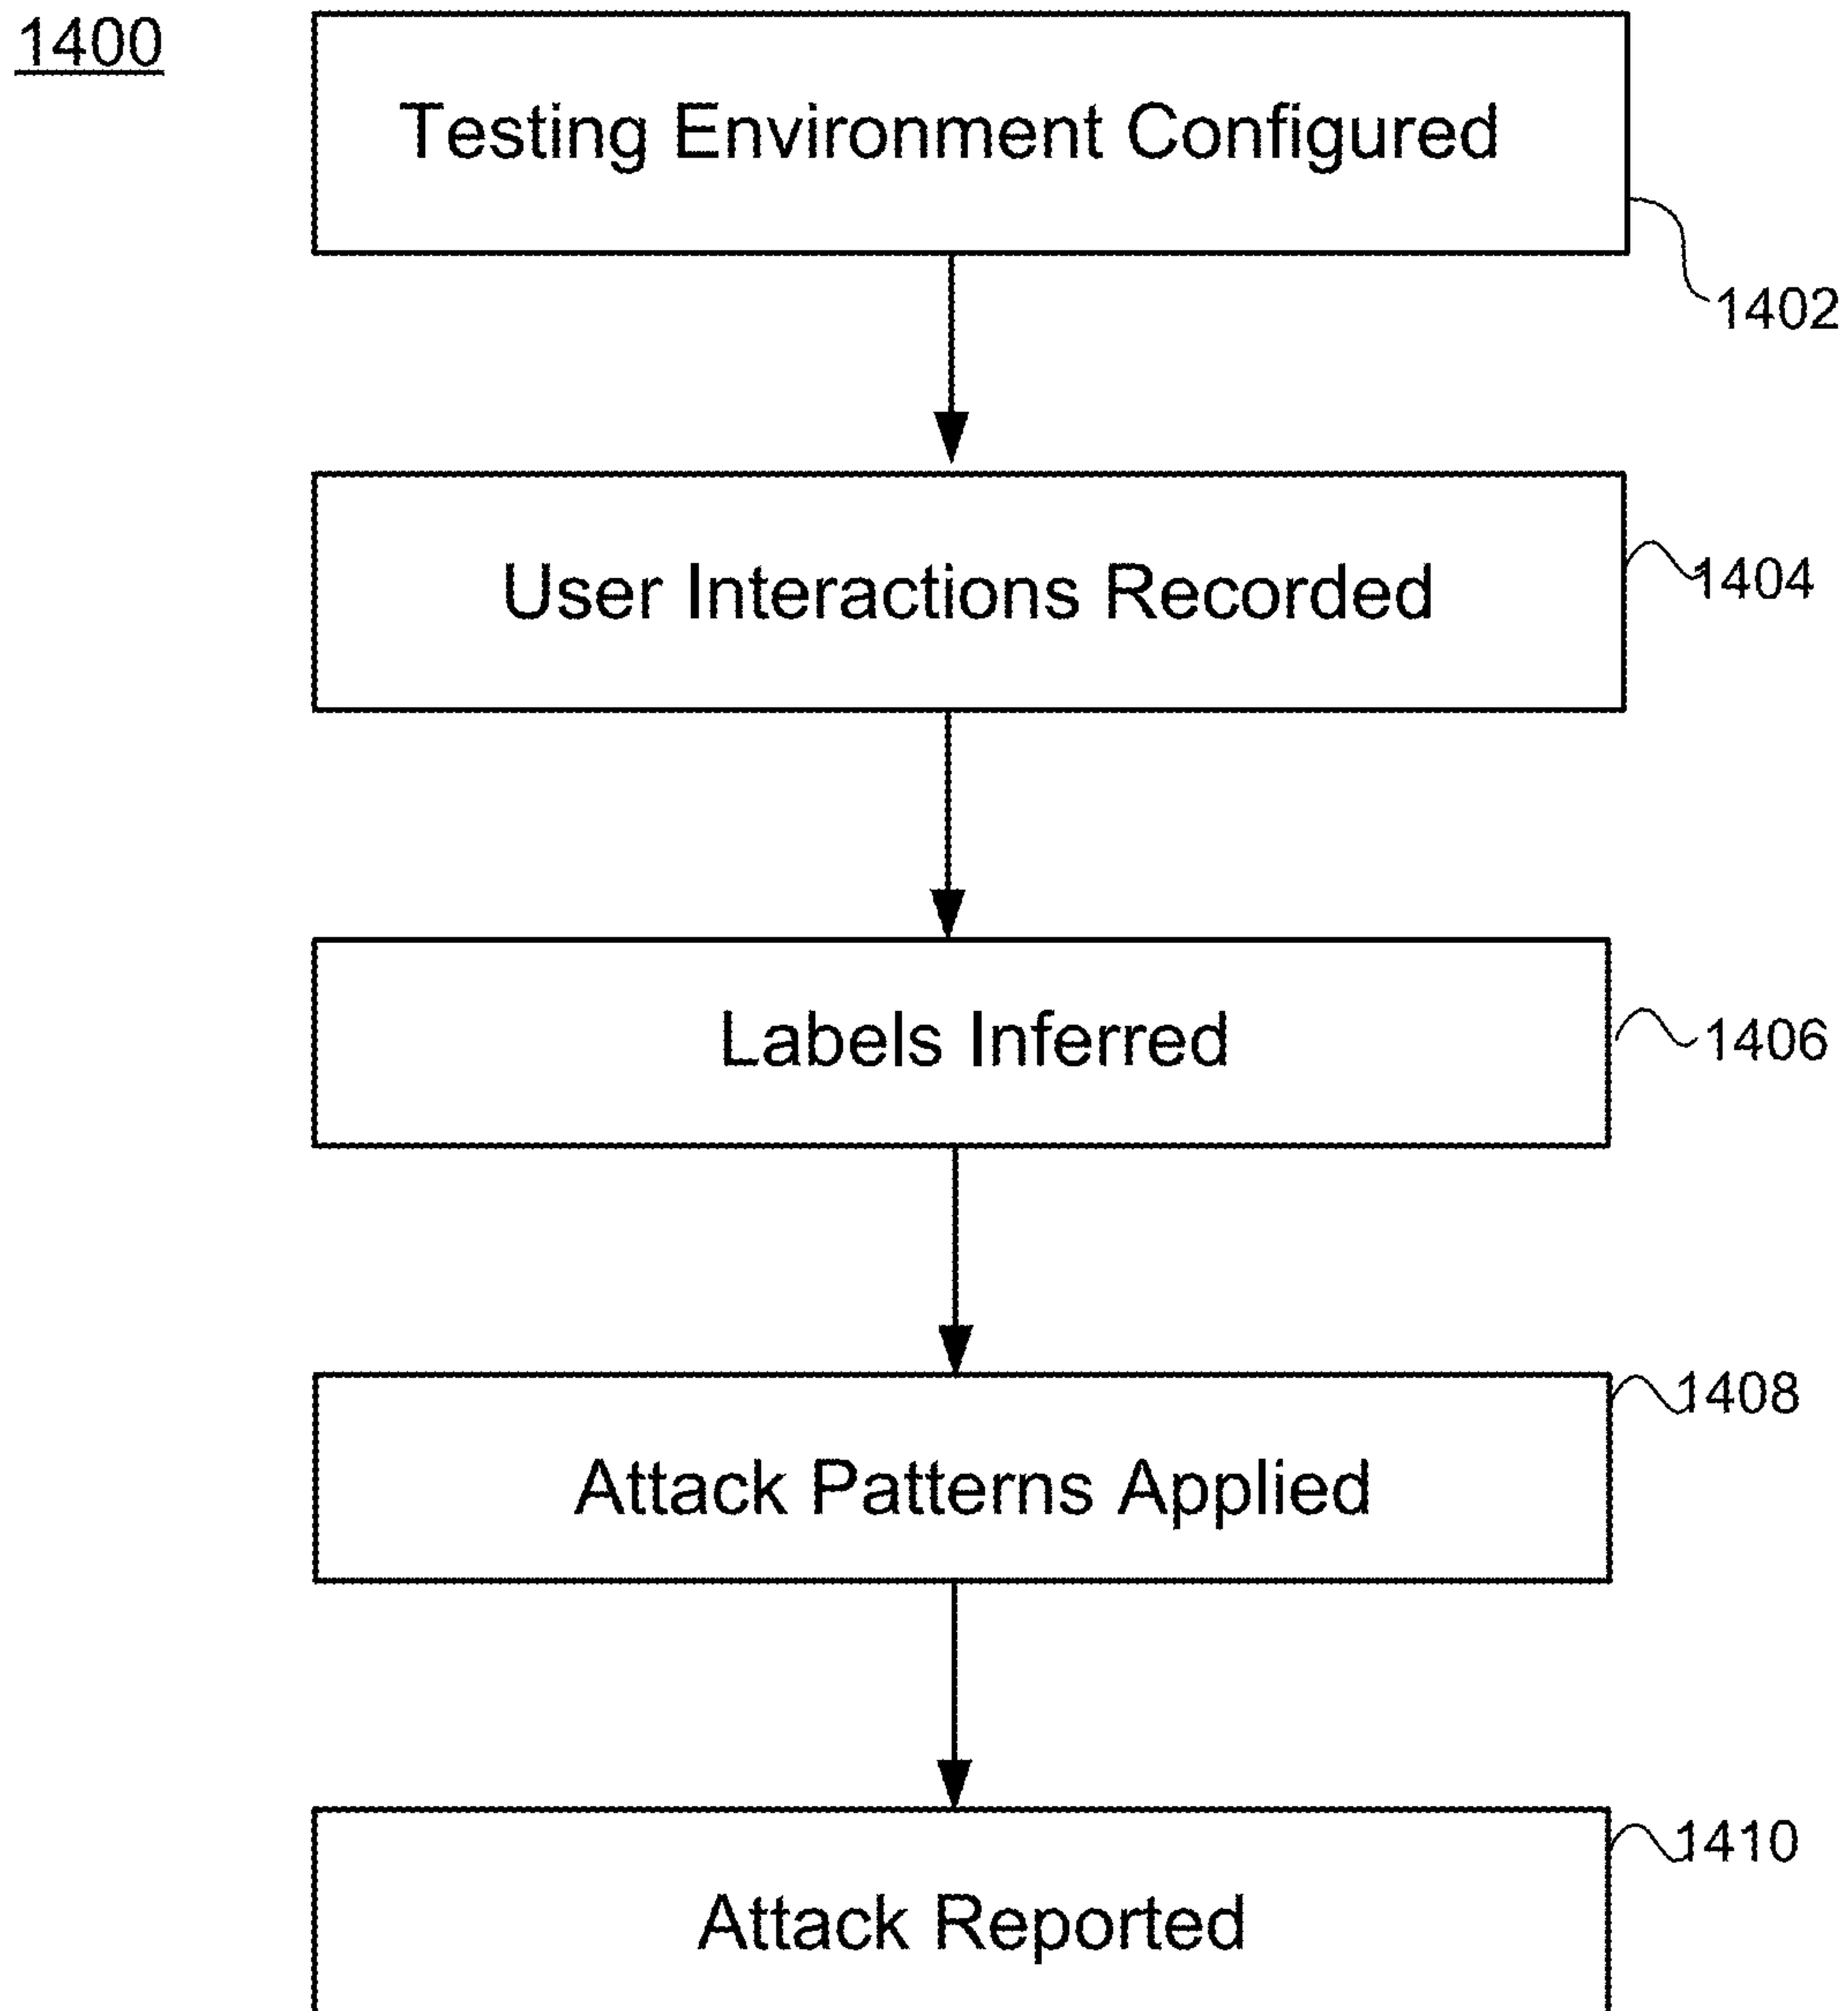 1400
Testing Environment Configured
1402
User Interactions Recorded
1404
Labels Inferred
1406
1408
Attack Patterns Applied
1410
Attack Reported